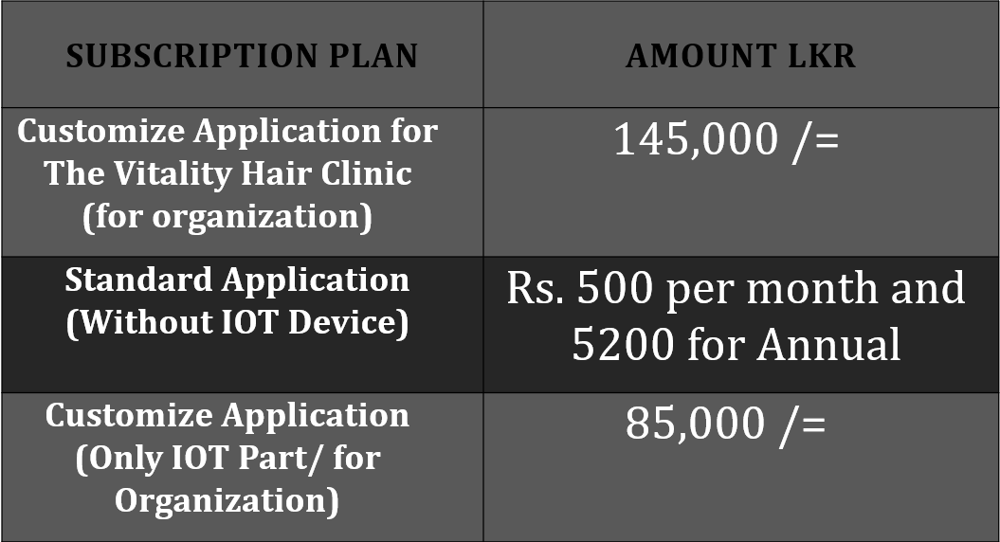 SUBSCRIPTION PLAN
AMOUNT LKR
Customize Application for
The Vitality Hair Clinic
(for organization)
145,000 /=
Standard Application
(Without IOT Device)
Rs. 500 per month and
5200 for Annual
Customize Application
(Only IOT Part/ for
Organization)
85,000 /=